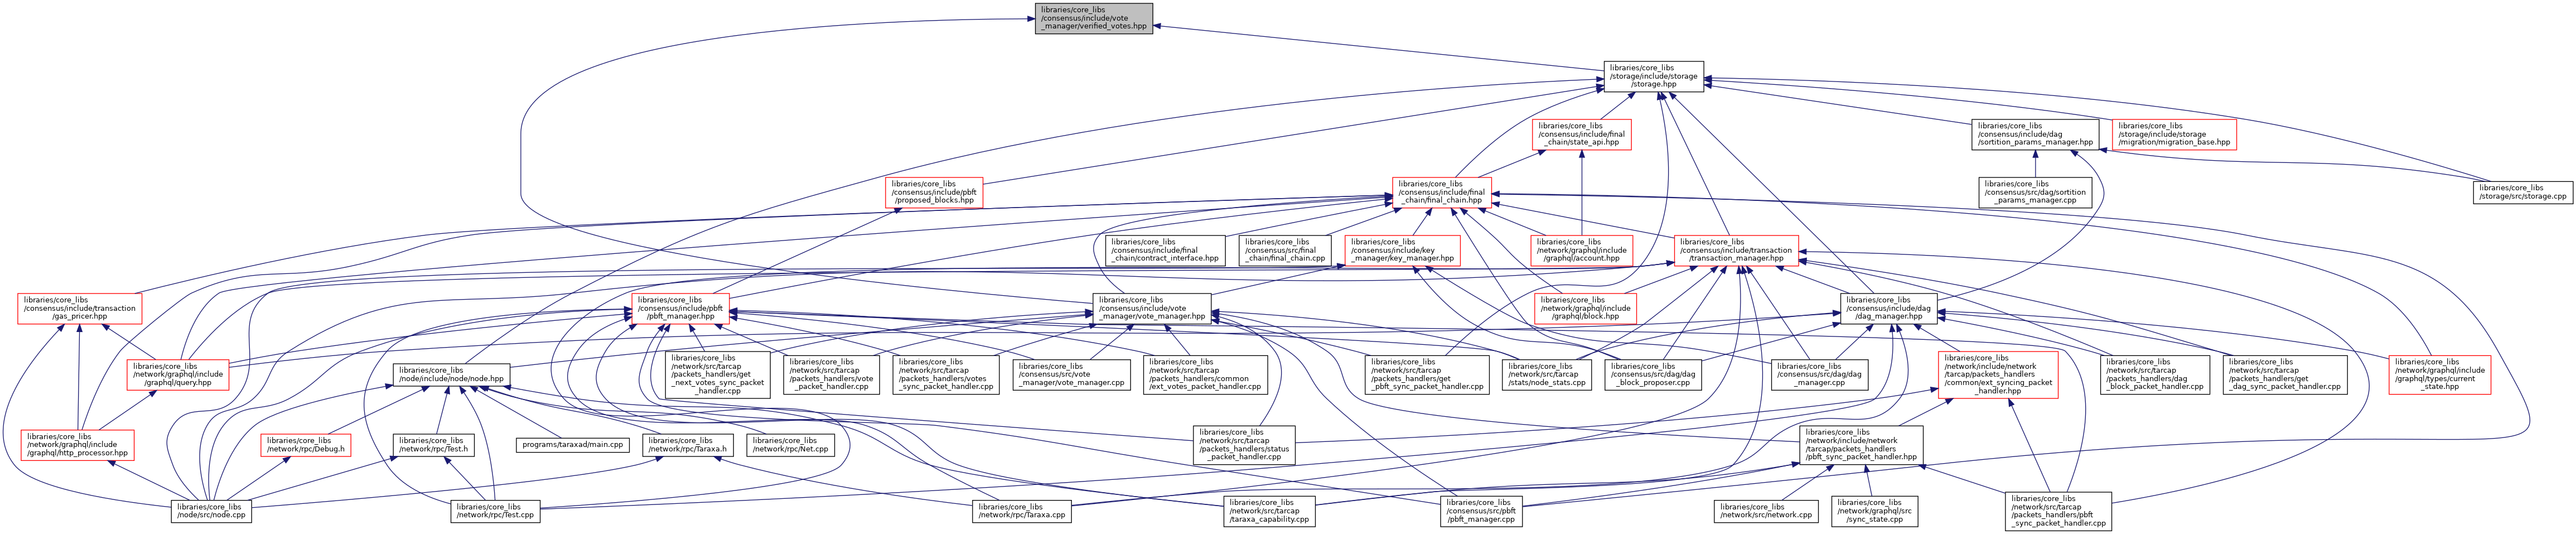 libraries/core_libs
/consensus/include/vote
_manager/verified_votes.hpp
libraries/core_libs
/storage/include/storage
/storage.hpp
libraries/core_libs
/consensus/include/final
_chain/state_api.hpp
libraries/core_libs
/consensus/include/dag
/sortition_params_manager.hpp
libraries/core_libs
/storage/include/storage
/migration/migration_base.hpp
libraries/core_libs
/consensus/include/pbft
/proposed_blocks.hpp
libraries/core_libs
/consensus/include/final
_chain/final_chain.hpp
libraries/core_libs
/consensus/src/dag/sortition
_params_manager.cpp
libraries/core_libs
/storage/src/storage.cpp
libraries/core_libs
/consensus/include/final
_chain/contract_interface.hpp
libraries/core_libs
/consensus/src/final
_chain/final_chain.cpp
libraries/core_libs
/consensus/include/key
_manager/key_manager.hpp
libraries/core_libs
/network/graphql/include
/graphql/account.hpp
libraries/core_libs
/consensus/include/transaction
/transaction_manager.hpp
libraries/core_libs
/consensus/include/transaction
/gas_pricer.hpp
libraries/core_libs
/consensus/include/pbft
/pbft_manager.hpp
libraries/core_libs
/consensus/include/vote
_manager/vote_manager.hpp
libraries/core_libs
/network/graphql/include
/graphql/block.hpp
libraries/core_libs
/consensus/include/dag
/dag_manager.hpp
libraries/core_libs
/network/graphql/include
/graphql/query.hpp
libraries/core_libs
/node/include/node/node.hpp
libraries/core_libs
/network/src/tarcap
/packets_handlers/get
_next_votes_sync_packet
_handler.cpp
libraries/core_libs
/network/src/tarcap
/packets_handlers/vote
_packet_handler.cpp
libraries/core_libs
/network/src/tarcap
/packets_handlers/votes
_sync_packet_handler.cpp
libraries/core_libs
/consensus/src/vote
_manager/vote_manager.cpp
libraries/core_libs
/network/src/tarcap
/packets_handlers/common
/ext_votes_packet_handler.cpp
libraries/core_libs
/network/src/tarcap
/packets_handlers/get
_pbft_sync_packet_handler.cpp
libraries/core_libs
/network/src/tarcap
/stats/node_stats.cpp
libraries/core_libs
/consensus/src/dag/dag
_block_proposer.cpp
libraries/core_libs
/consensus/src/dag/dag
_manager.cpp
libraries/core_libs
/network/include/network
/tarcap/packets_handlers
/common/ext_syncing_packet
_handler.hpp
libraries/core_libs
/network/src/tarcap
/packets_handlers/dag
_block_packet_handler.cpp
libraries/core_libs
/network/src/tarcap
/packets_handlers/get
_dag_sync_packet_handler.cpp
libraries/core_libs
/network/graphql/include
/graphql/types/current
_state.hpp
libraries/core_libs
/network/graphql/include
/graphql/http_processor.hpp
libraries/core_libs
/network/rpc/Debug.h
libraries/core_libs
/network/rpc/Test.h
programs/taraxad/main.cpp
libraries/core_libs
/network/rpc/Taraxa.h
libraries/core_libs
/network/rpc/Net.cpp
libraries/core_libs
/network/src/tarcap
/packets_handlers/status
_packet_handler.cpp
libraries/core_libs
/network/include/network
/tarcap/packets_handlers
/pbft_sync_packet_handler.hpp
libraries/core_libs
/node/src/node.cpp
libraries/core_libs
/network/rpc/Test.cpp
libraries/core_libs
/network/rpc/Taraxa.cpp
libraries/core_libs
/network/src/tarcap
/taraxa_capability.cpp
libraries/core_libs
/consensus/src/pbft
/pbft_manager.cpp
libraries/core_libs
/network/src/network.cpp
libraries/core_libs
/network/graphql/src
/sync_state.cpp
libraries/core_libs
/network/src/tarcap
/packets_handlers/pbft
_sync_packet_handler.cpp